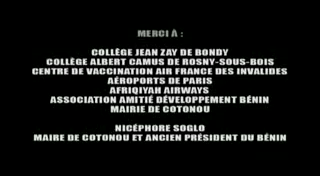 MERCI À :
COLLÈGE JEAN ZAY DE BONDY
COLLÈGE ALBERT CAMUS DE ROSNY-SOUS-BOIS
CENTRE DE VACCINATION AIR FRANCE DES INVALIDES
AÉROPORTS DE PARIS
AFRIQIYAH AIRWAYS
ASSOCIATION AMITIÉ DÉVELOPPEMENT BÉNIN
MAIRIE DE COTONOU
NICÉPHORE SOGLO
MAIRE DE COTONOU ET ANCIEN PRÉSIDENT DU BÉNIN